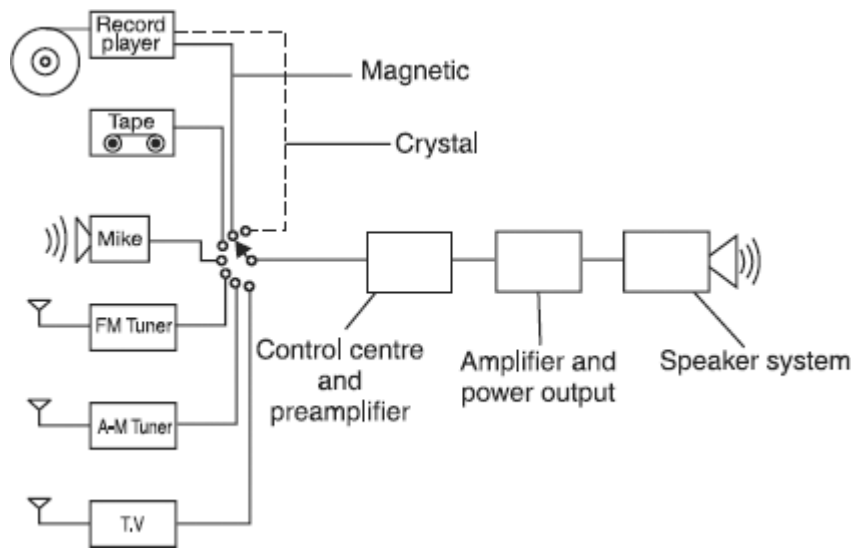 Record
player
Magnetic
Tape
Crystal
Mike
FM Tuner
Control centre
and
preamplifier
Amplifier and
power output
Speaker system
A-M Tuner
T.V